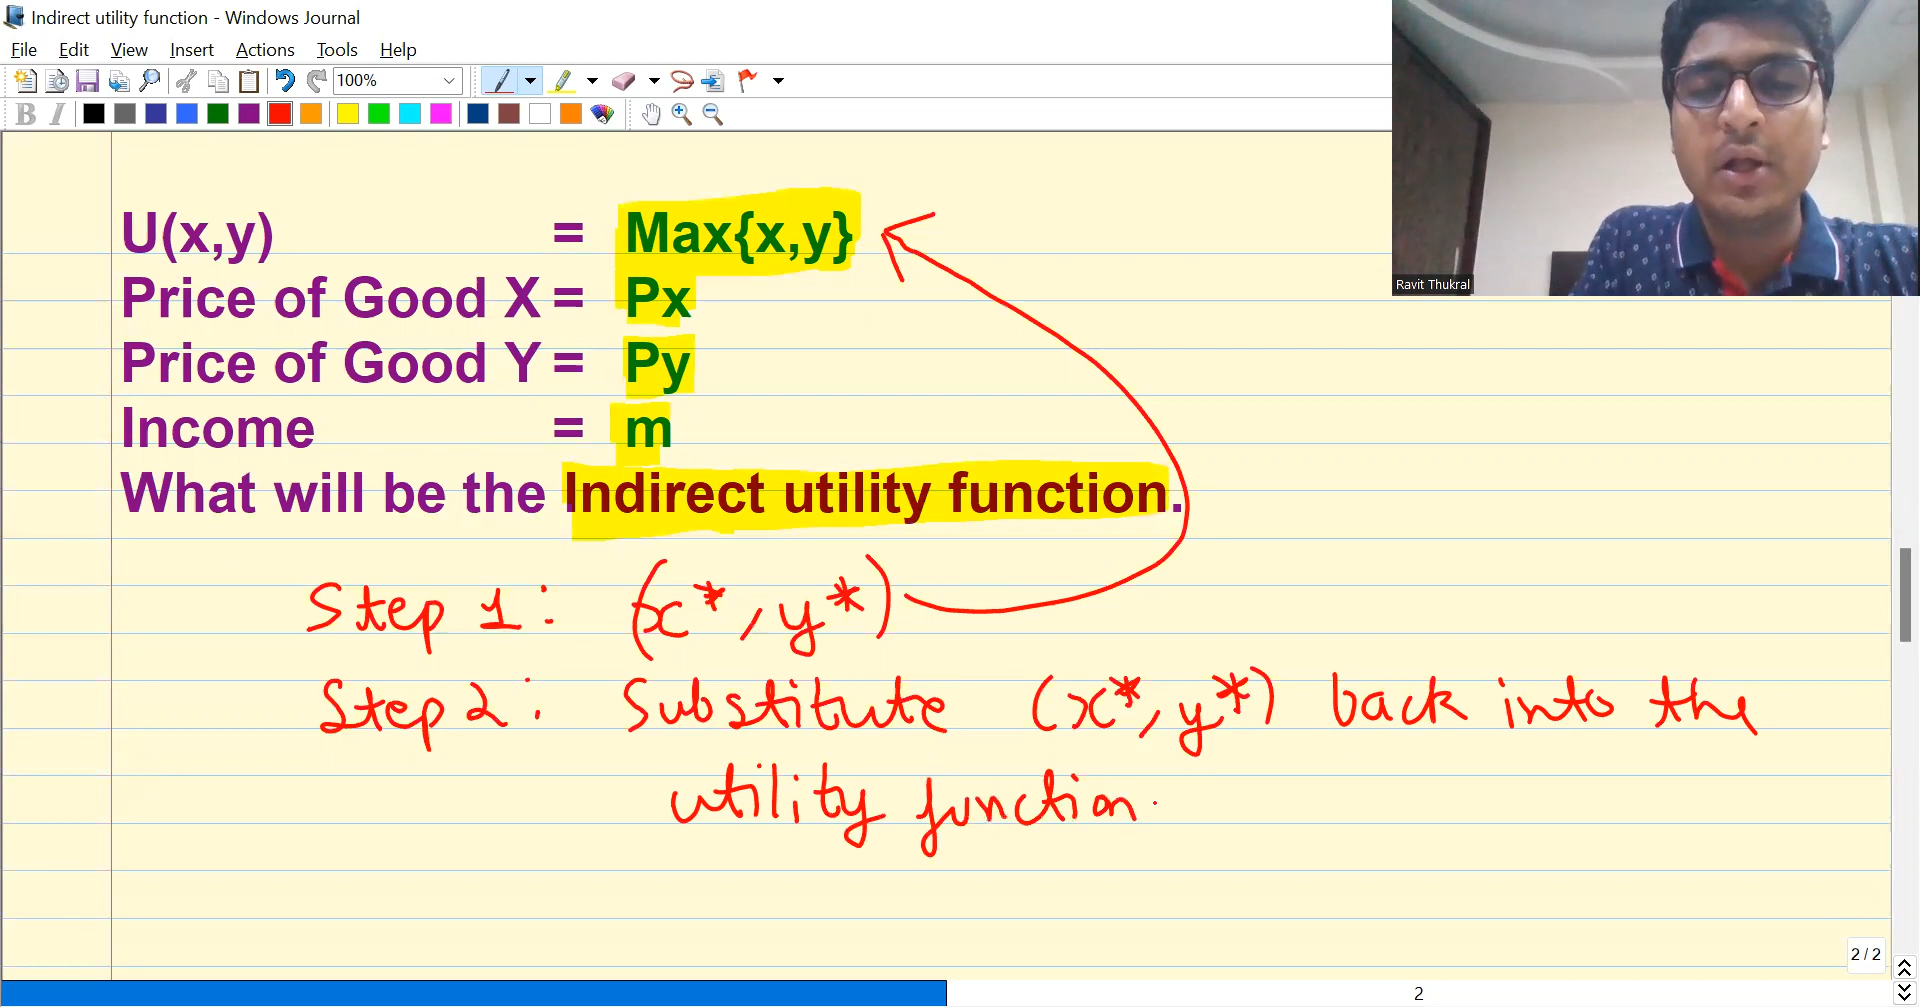 Indirect utility function - Windows Journal
File Edit View Insert Actions Tools Help
100%
B I
Ravit Thukral
U(x,y) = Max{x,y}
Price of Good X = Px
Price of Good Y = Py
Income = m
What will be the Indirect utility function.
Step 1: (x*, y*)
Step 2: Substitute (x*, y*) back into the
utility function.
2 / 2
2